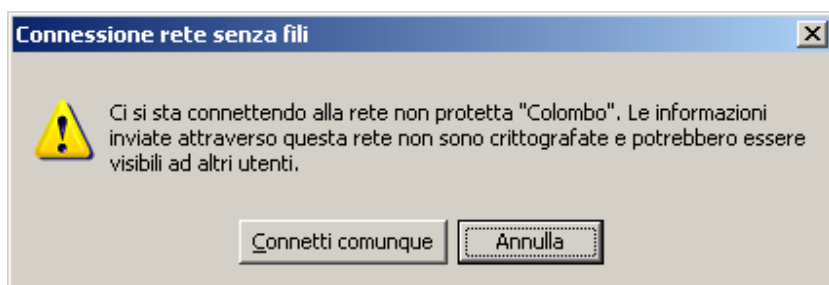 Connessione rete senza fili
Ci si sta connettendo alla rete non protetta "Colombo". Le informazioni
inviate attraverso questa rete non sono crittografate e potrebbero essere
visibili ad altri utenti.
Connetti comunque Annulla